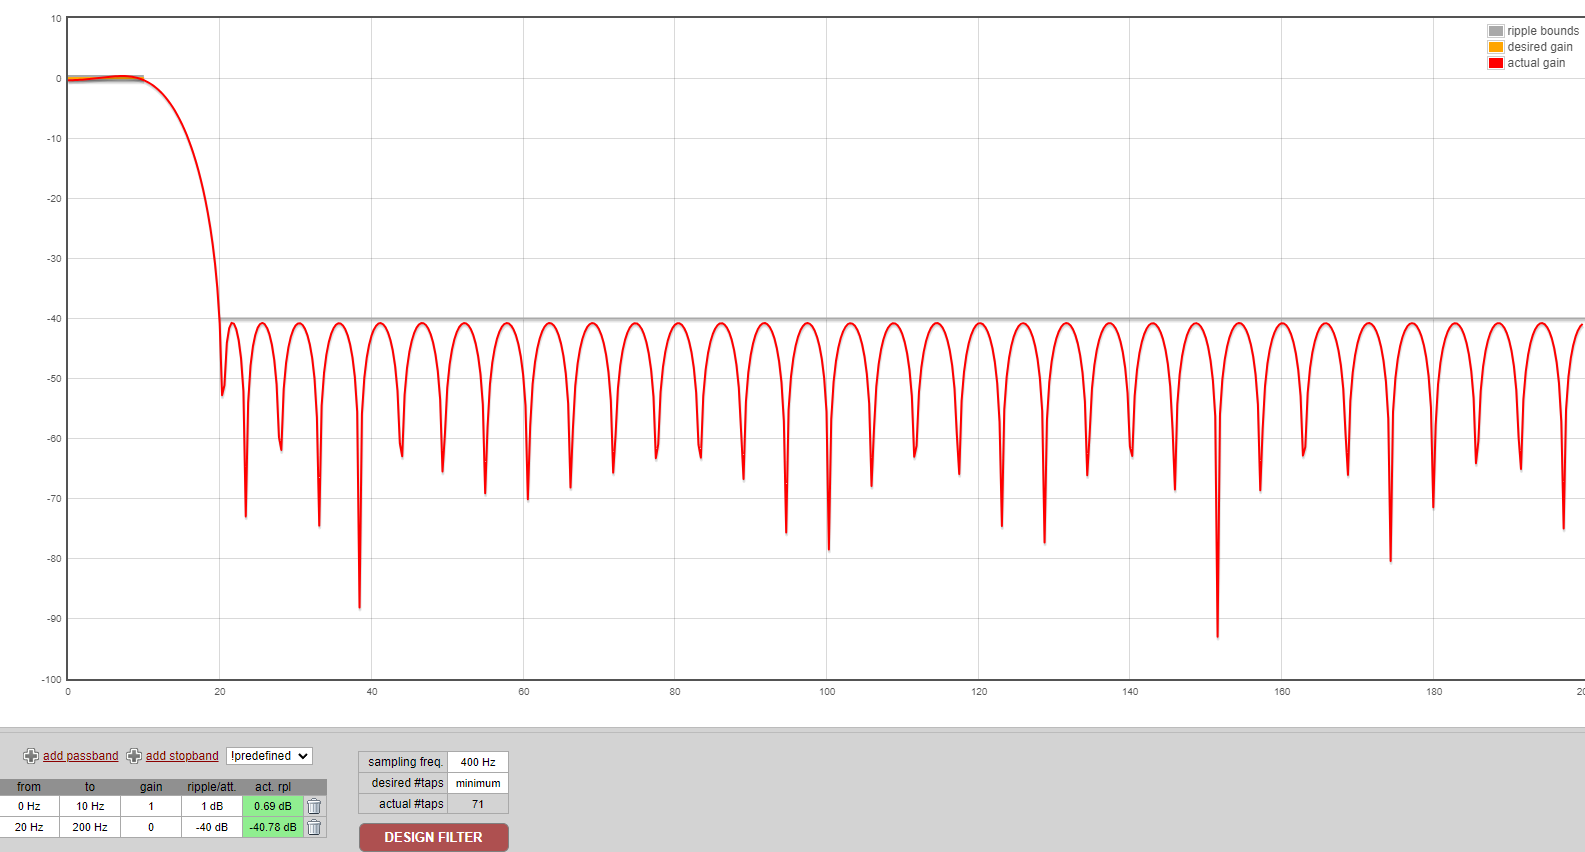 10
0
-10
-20
-30
-40
-50
-60
-70
-80
-90
-100
ripple bounds
desired gain
actual gain
0 20 40 60 80 100 120 140 160 180 20
add passband add stopband !predefined
from to gain ripple/att. act. rpl
0 Hz 10 Hz 1 1 dB 0.69 dB
20 Hz 200 Hz 0 -40 dB -40.78 dB
sampling freq. 400 Hz
desired #taps minimum
actual #taps 71
DESIGN FILTER